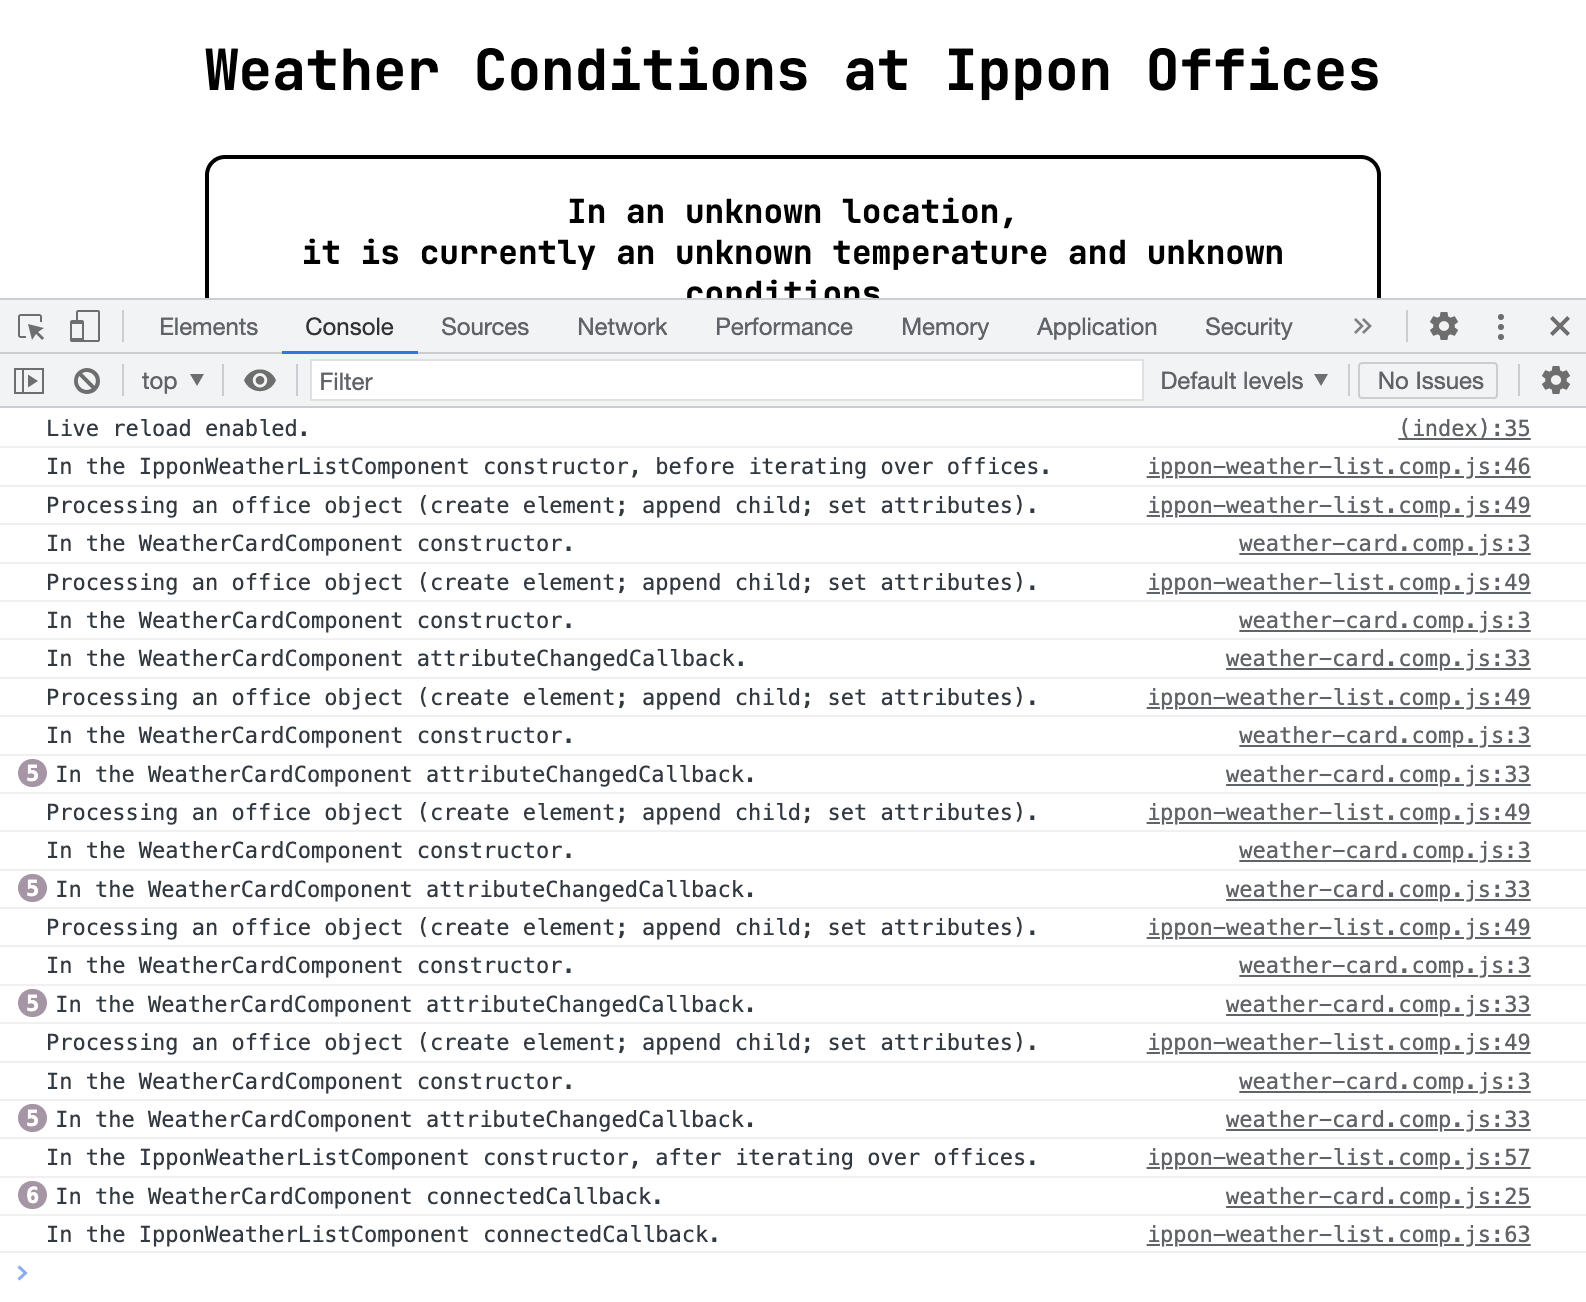 Weather Conditions at Ippon Offices
In an unknown location,
it is currently an unknown temperature and unknown
conditions
Elements Console Sources Network Performance Memory Application Security
top ▼ Filter Default levels ▼ No Issues
Live reload enabled. (index):35
In the IpponWeatherListComponent constructor, before iterating over offices. ippon-weather-list.comp.js:46
Processing an office object (create element; append child; set attributes). ippon-weather-list.comp.js:49
In the WeatherCardComponent constructor. weather-card.comp.js:3
Processing an office object (create element; append child; set attributes). ippon-weather-list.comp.js:49
In the WeatherCardComponent constructor. weather-card.comp.js:3
In the WeatherCardComponent attributeChangedCallback. weather-card.comp.js:33
Processing an office object (create element; append child; set attributes). ippon-weather-list.comp.js:49
In the WeatherCardComponent constructor. weather-card.comp.js:3
5 In the WeatherCardComponent attributeChangedCallback. weather-card.comp.js:33
Processing an office object (create element; append child; set attributes). ippon-weather-list.comp.js:49
In the WeatherCardComponent constructor. weather-card.comp.js:3
5 In the WeatherCardComponent attributeChangedCallback. weather-card.comp.js:33
Processing an office object (create element; append child; set attributes). ippon-weather-list.comp.js:49
In the WeatherCardComponent constructor. weather-card.comp.js:3
5 In the WeatherCardComponent attributeChangedCallback. weather-card.comp.js:33
Processing an office object (create element; append child; set attributes). ippon-weather-list.comp.js:49
In the WeatherCardComponent constructor. weather-card.comp.js:3
5 In the WeatherCardComponent attributeChangedCallback. weather-card.comp.js:33
In the IpponWeatherListComponent constructor, after iterating over offices. ippon-weather-list.comp.js:57
6 In the WeatherCardComponent connectedCallback. weather-card.comp.js:25
In the IpponWeatherListComponent connectedCallback. ippon-weather-list.comp.js:63